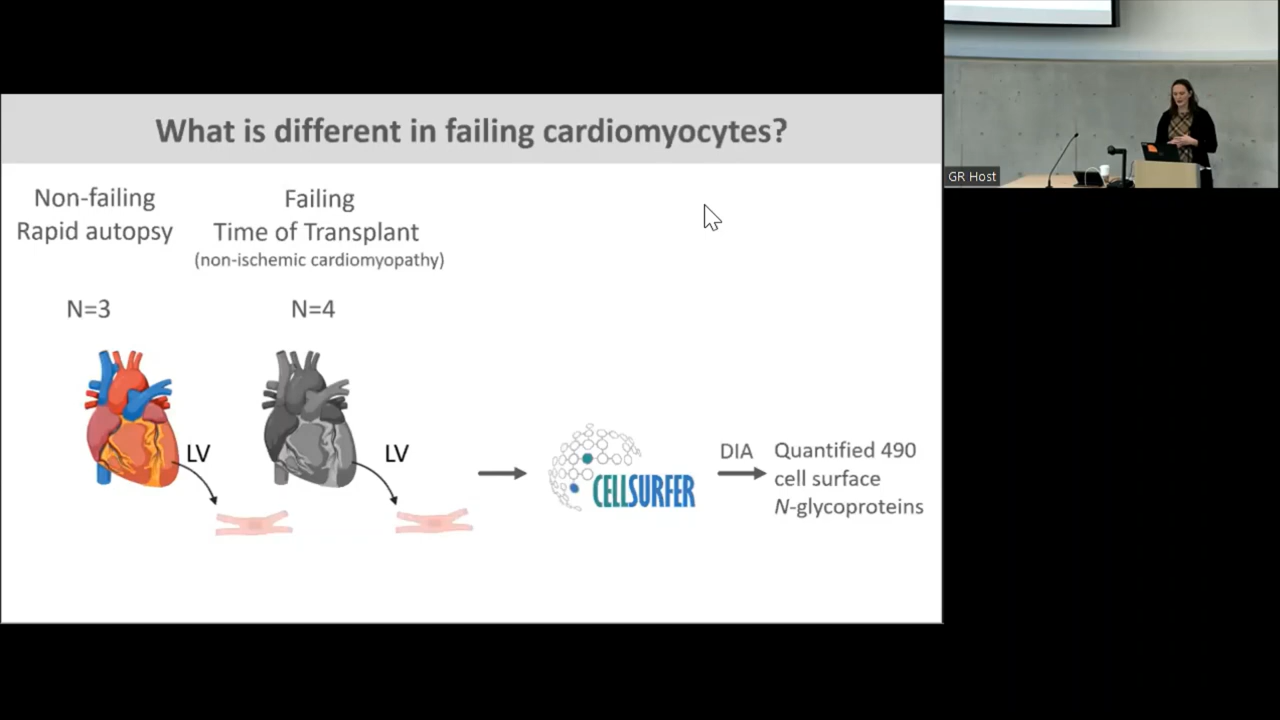 What is different in failing cardiomyocytes?
Non-failing
Rapid autopsy
Failing
Time of Transplant
(non-ischemic cardiomyopathy)
N=3
N=4
LV
LV
CELLSURFER
DIA
Quantified 490
cell surface
N-glycoproteins
GR Host